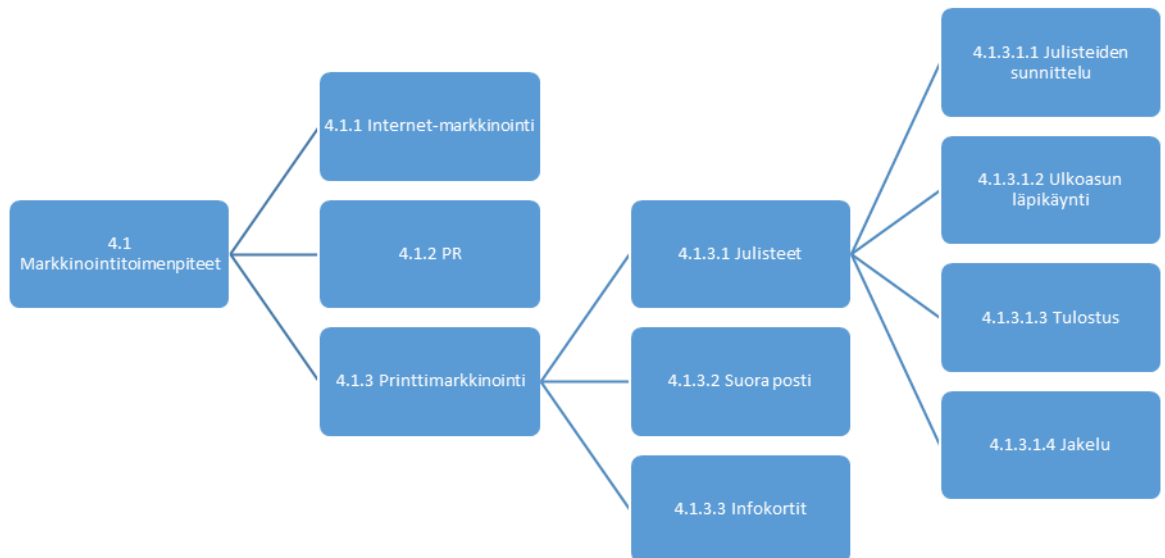 4.1
Markkinointitoimenpiteet
4.1.1 Internet-markkinointi
4.1.2 PR
4.1.3 Printtimarkkinointi
4.1.3.1 Julisteet
4.1.3.2 Suora posti
4.1.3.3 Infokortit
4.1.3.1.1 Julisteiden
sunnittelu
4.1.3.1.2 Ulkoasun
läpikäynti
4.1.3.1.3 Tulostus
4.1.3.1.4 Jakelu